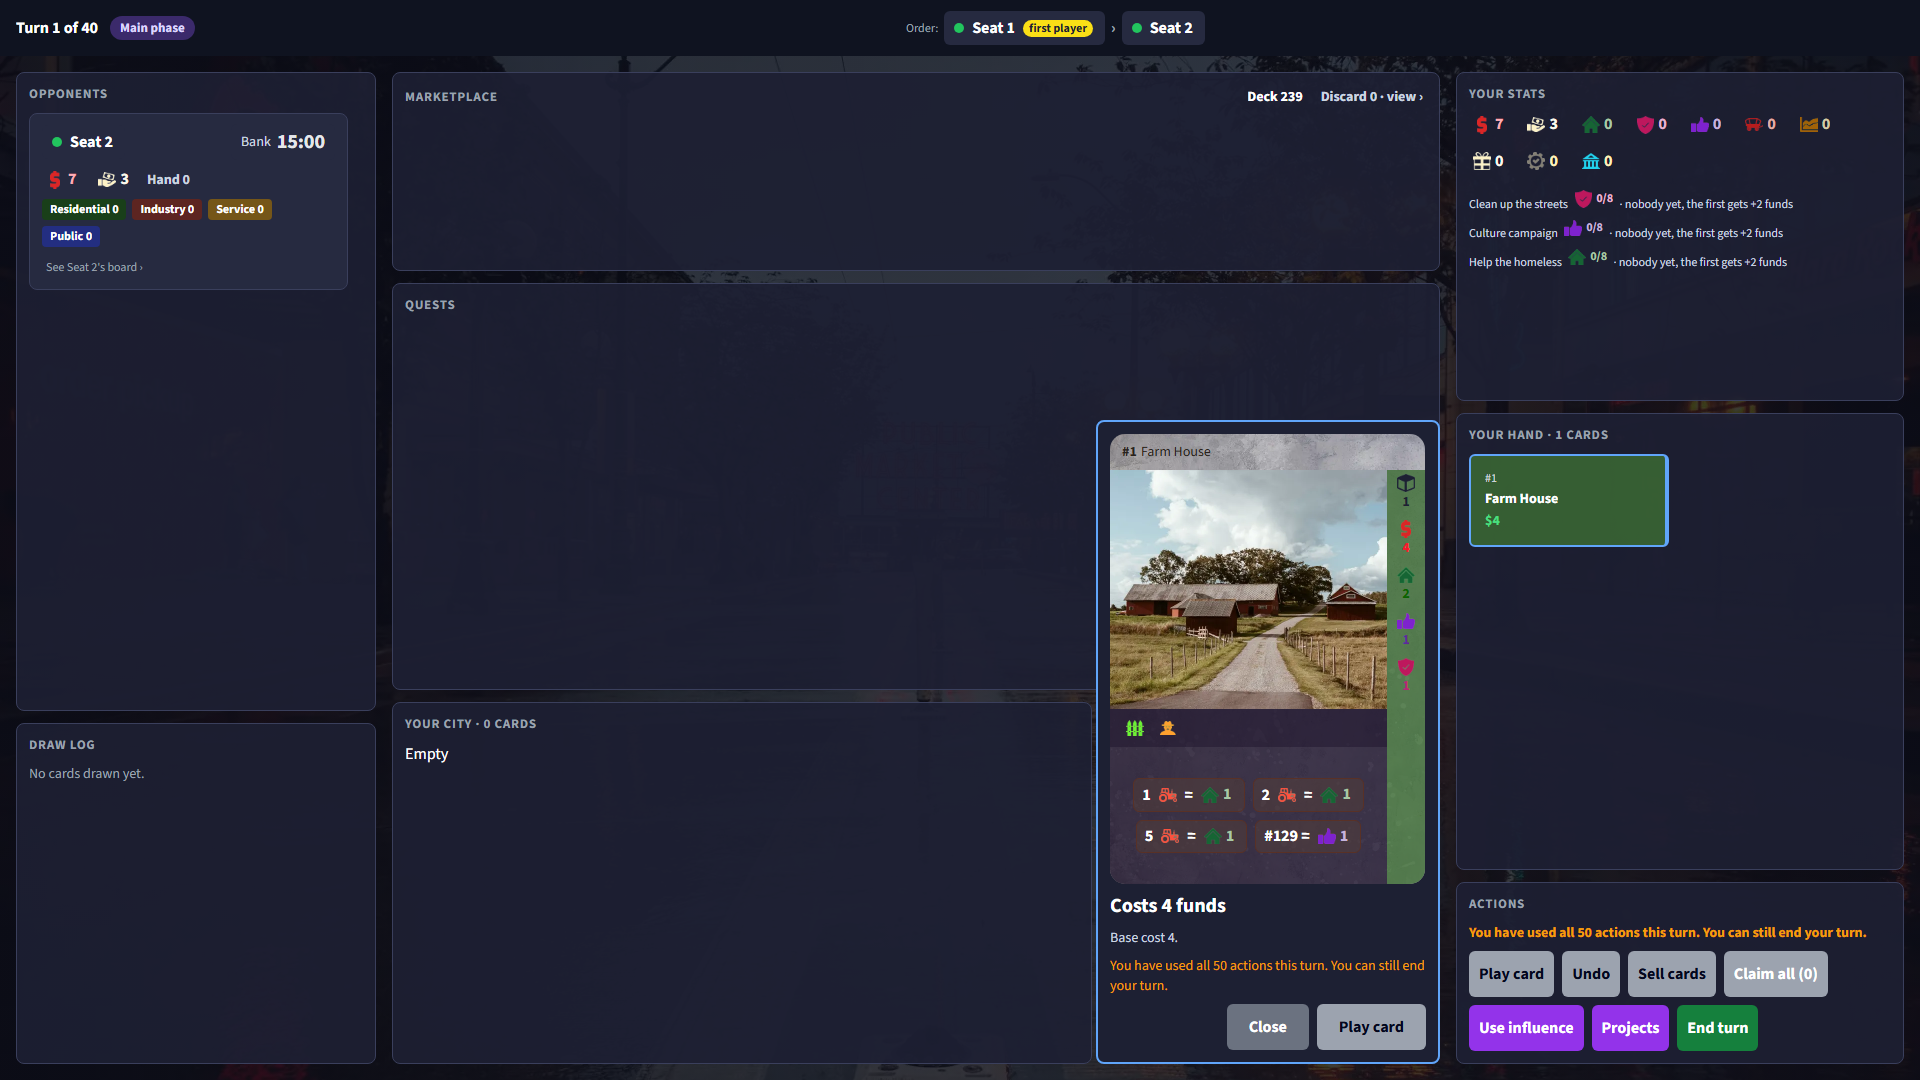 Turn 1 of 40 Main phase
Order: Seat 1 first player › Seat 2
OPPONENTS
Seat 2 Bank 15:00
7 3 Hand 0
Residential 0 Industry 0 Service 0
Public 0
See Seat 2's board ›
DRAW LOG
No cards drawn yet.
MARKETPLACE Deck 239 Discard 0 · view ›
QUESTS
YOUR CITY · 0 CARDS
Empty
#1 Farm House
1
4
2
1
1
1 = 1 2 = 1
5 = 1 #129 = 1
Costs 4 funds
Base cost 4.
You have used all 50 actions this turn. You can still end
your turn.
Close Play card
YOUR STATS
7 3 0 0 0 0 0
0 0 0
Clean up the streets 0/8 · nobody yet, the first gets +2 funds
Culture campaign 0/8 · nobody yet, the first gets +2 funds
Help the homeless 0/8 · nobody yet, the first gets +2 funds
YOUR HAND · 1 CARDS
#1
Farm House
$4
ACTIONS
You have used all 50 actions this turn. You can still end your turn.
Play card Undo Sell cards Claim all (0)
Use influence Projects End turn